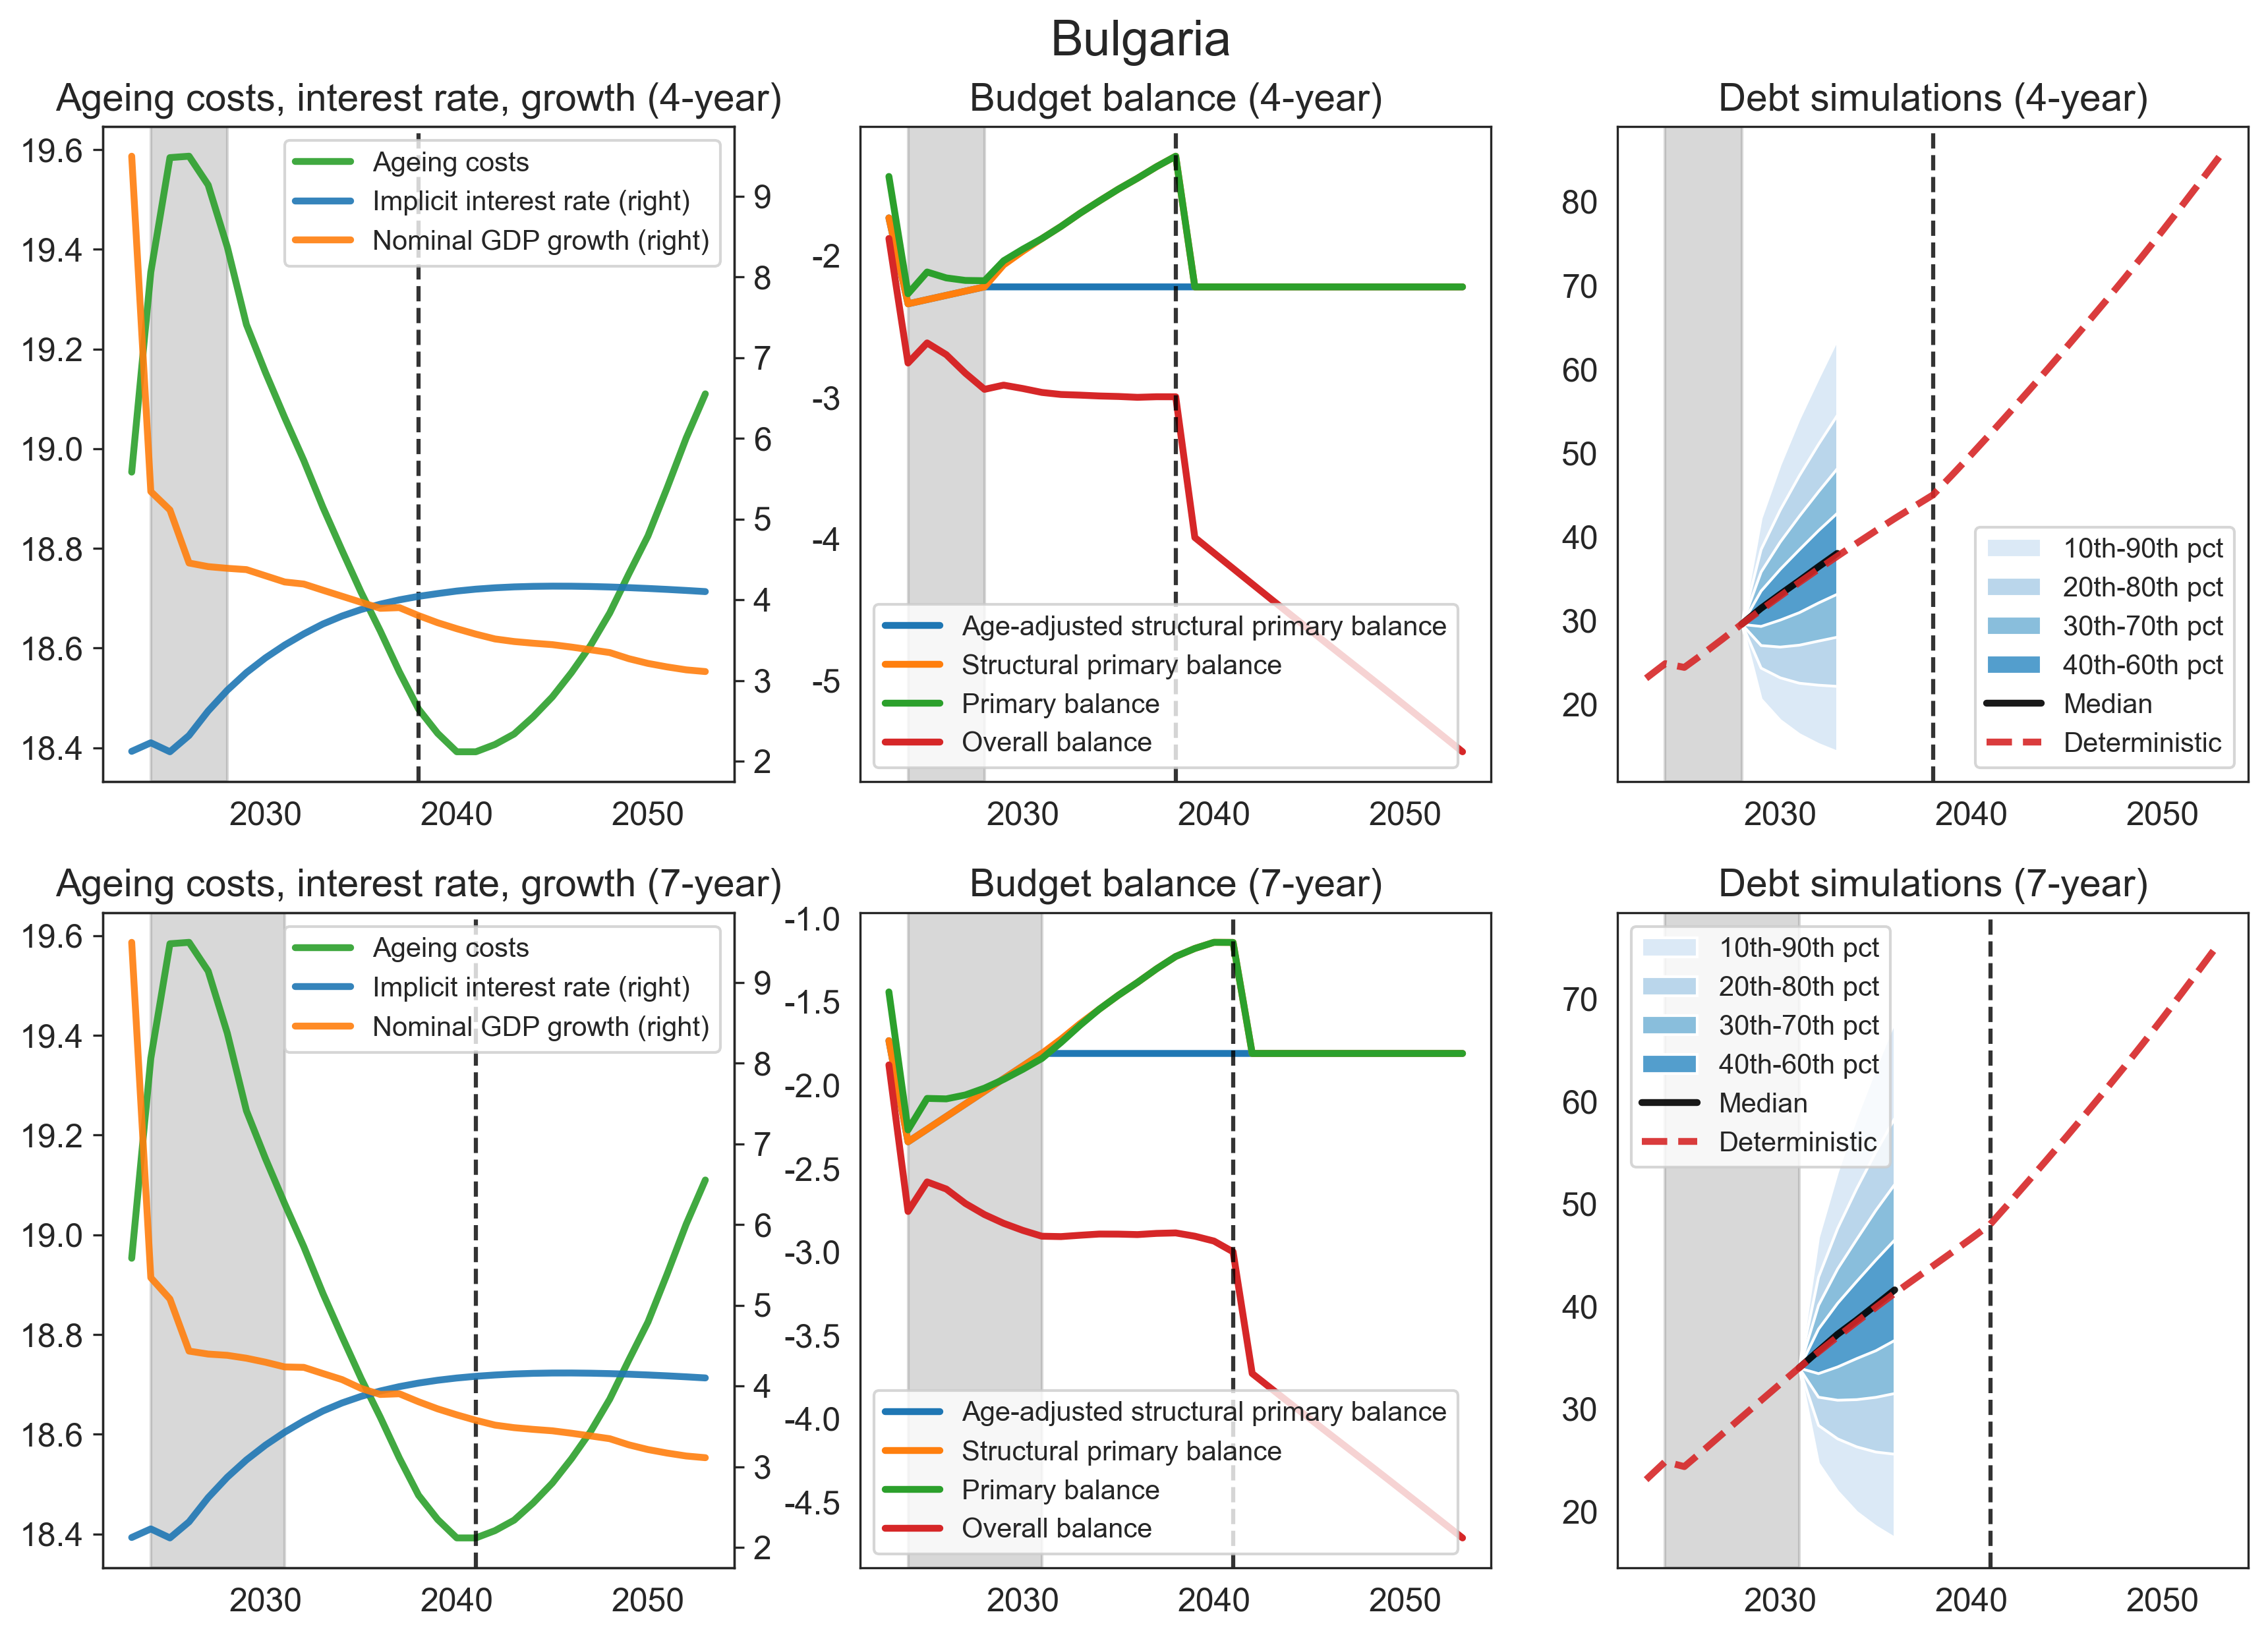 Bulgaria
Ageing costs, interest rate, growth (4-year)
19.6
19.4
19.2
19.0
18.8
18.6
18.4
9
8
7
6
5
4
3
2
2030
2040
2050
Ageing costs
Implicit interest rate (right)
Nominal GDP growth (right)
Budget balance (4-year)
-2
-3
-4
-5
2030
2040
2050
Age-adjusted structural primary balance
Structural primary balance
Primary balance
Overall balance
Debt simulations (4-year)
80
70
60
50
40
30
20
2030
2040
2050
10th-90th pct
20th-80th pct
30th-70th pct
40th-60th pct
Median
Deterministic
Ageing costs, interest rate, growth (7-year)
19.6
19.4
19.2
19.0
18.8
18.6
18.4
9
8
7
6
5
4
3
2
2030
2040
2050
Ageing costs
Implicit interest rate (right)
Nominal GDP growth (right)
Budget balance (7-year)
-1.0
-1.5
-2.0
-2.5
-3.0
-3.5
-4.0
-4.5
2030
2040
2050
Age-adjusted structural primary balance
Structural primary balance
Primary balance
Overall balance
Debt simulations (7-year)
70
60
50
40
30
20
2030
2040
2050
10th-90th pct
20th-80th pct
30th-70th pct
40th-60th pct
Median
Deterministic